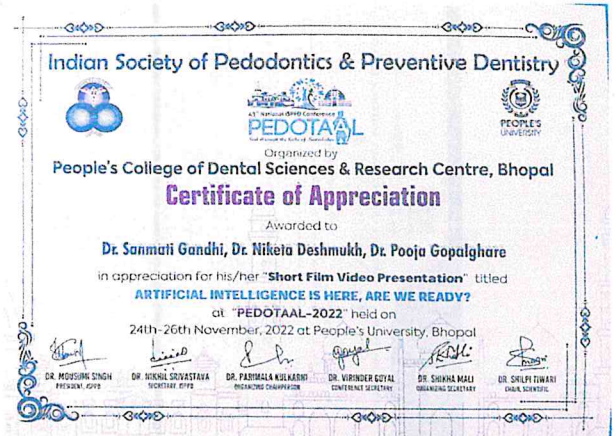 Indian Society of Pedodontics & Preventive Dentistry
43rd National ISPPD Conference
PEDOTAAL
PEOPLE'S
UNIVERSITY
Organized by
People's College of Dental Sciences & Research Centre, Bhopal
Certificate of Appreciation
Awarded to
Dr. Sanmati Gandhi, Dr. Niketa Deshmukh, Dr. Pooja Gopalghare
in appreciation for his/her "Short Film Video Presentation" titled
ARTIFICIAL INTELLIGENCE IS HERE, ARE WE READY?
at "PEDOTAAL-2022" held on
24th-26th November, 2022 at People's University, Bhopal
DR. MOUSUMI SINGH DR. NIKHIL SRIVASTAVA DR. PARIMALA KULKARNI DR. VIRINDER GOYAL DR. SHIKHA MALI DR. SHILPI TIWARI
PRESIDENT, ISPPD SECRETARY, ISPPD ORGANIZING CHAIRPERSON CONFERENCE SECRETARY ORGANIZING SECRETARY CHAIR, SCIENTIFIC